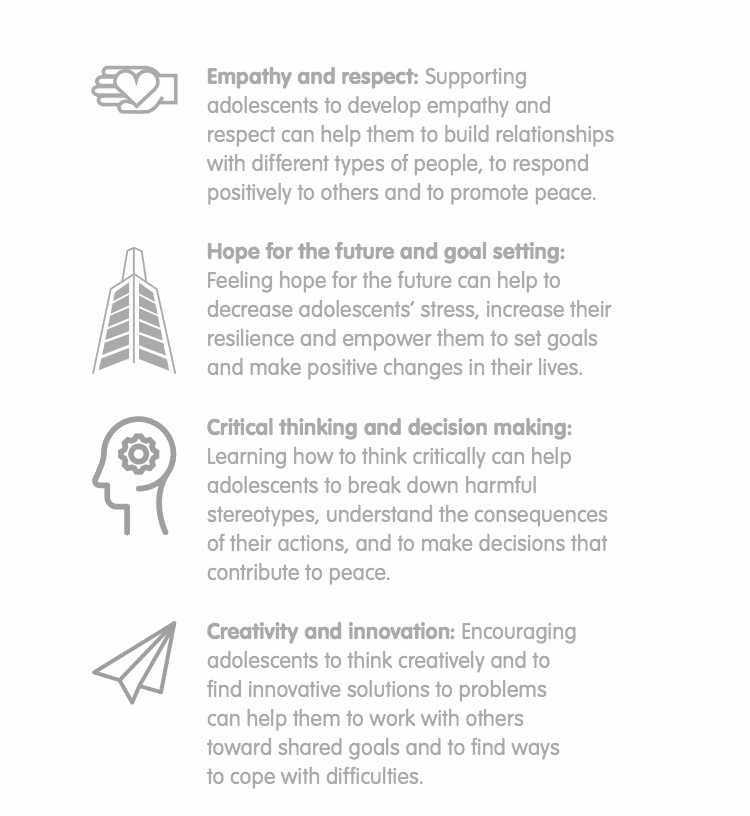 Empathy and respect: Supporting
adolescents to develop empathy and
respect can help them to build relationships
with different types of people, to respond
positively to others and to promote peace.
Hope for the future and goal setting:
Feeling hope for the future can help to
decrease adolescents’ stress, increase their
resilience and empower them to set goals
and make positive changes in their lives.
Critical thinking and decision making:
Learning how to think critically can help
adolescents to break down harmful
stereotypes, understand the consequences
of their actions, and to make decisions that
contribute to peace.
Creativity and innovation: Encouraging
adolescents to think creatively and to
find innovative solutions to problems
can help them to work with others
toward shared goals and to find ways
to cope with difficulties.